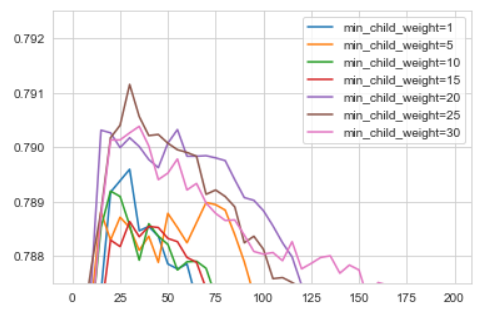 min_child_weight=1
min_child_weight=5
min_child_weight=10
min_child_weight=15
min_child_weight=20
min_child_weight=25
min_child_weight=30
0.792
0.791
0.790
0.789
0.788
0 25 50 75 100 125 150 175 200